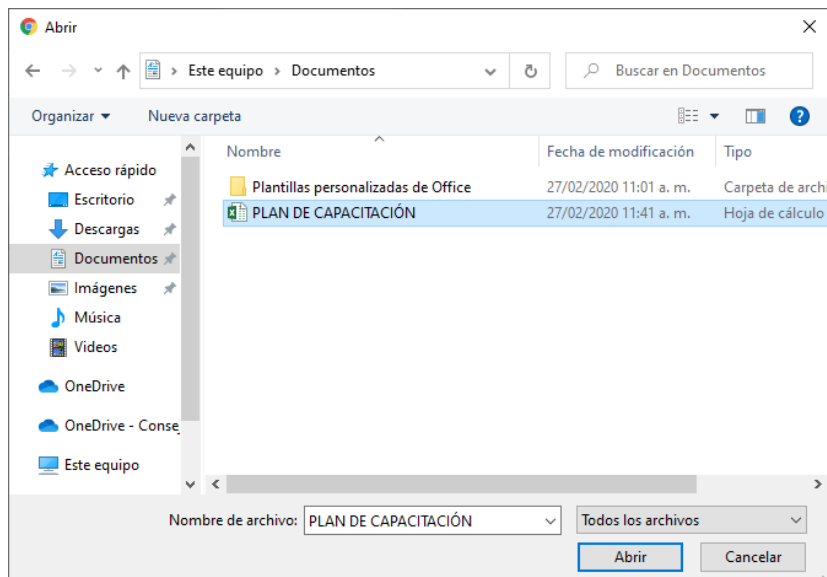 Abrir
Este equipo > Documentos
Buscar en Documentos
Organizar
Nueva carpeta
Nombre
Fecha de modificación
Tipo
Acceso rápido
Escritorio
Descargas
Documentos
Imágenes
Música
Videos
OneDrive
OneDrive - Conse
Este equipo
Plantillas personalizadas de Office 27/02/2020 11:01 a. m. Carpeta de archi
PLAN DE CAPACITACIÓN 27/02/2020 11:41 a. m. Hoja de cálculo
Nombre de archivo: PLAN DE CAPACITACIÓN
Todos los archivos
Abrir
Cancelar